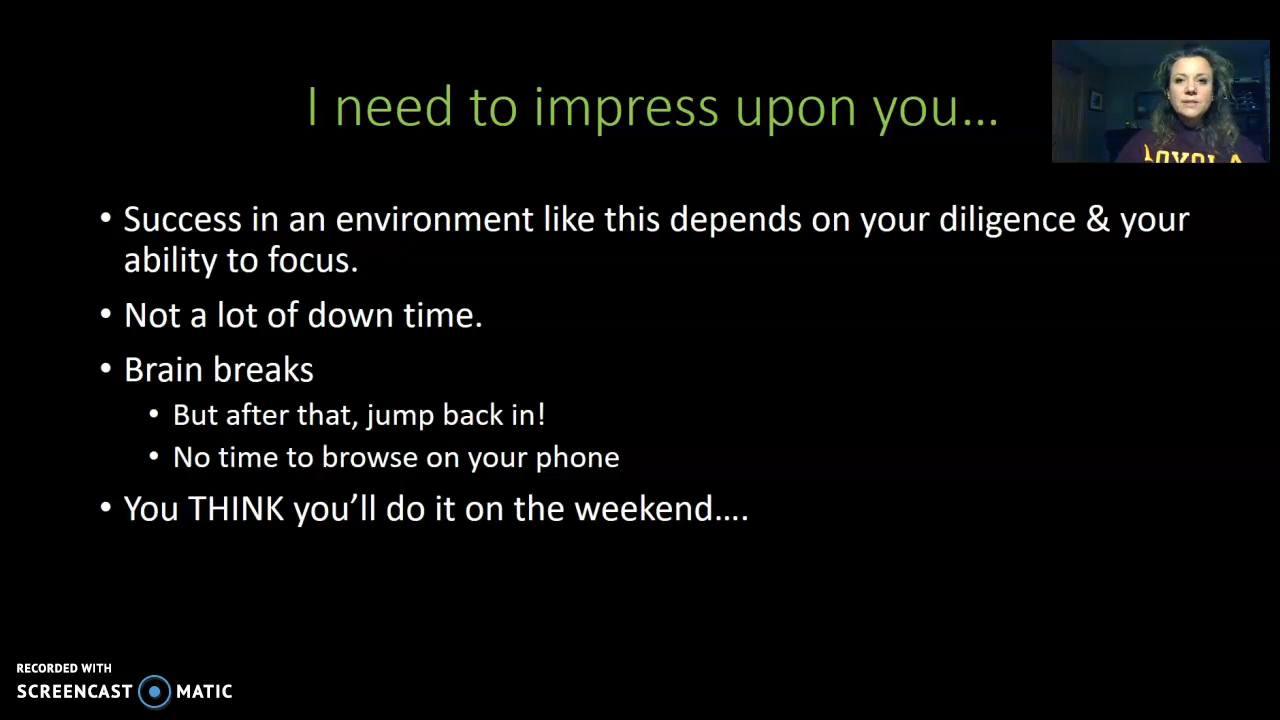 I need to impress upon you...
LOYOLA
• Success in an environment like this depends on your diligence & your
ability to focus.
• Not a lot of down time.
• Brain breaks
• But after that, jump back in!
• No time to browse on your phone
• You THINK you’ll do it on the weekend….
RECORDED WITH
SCREENCAST MATIC